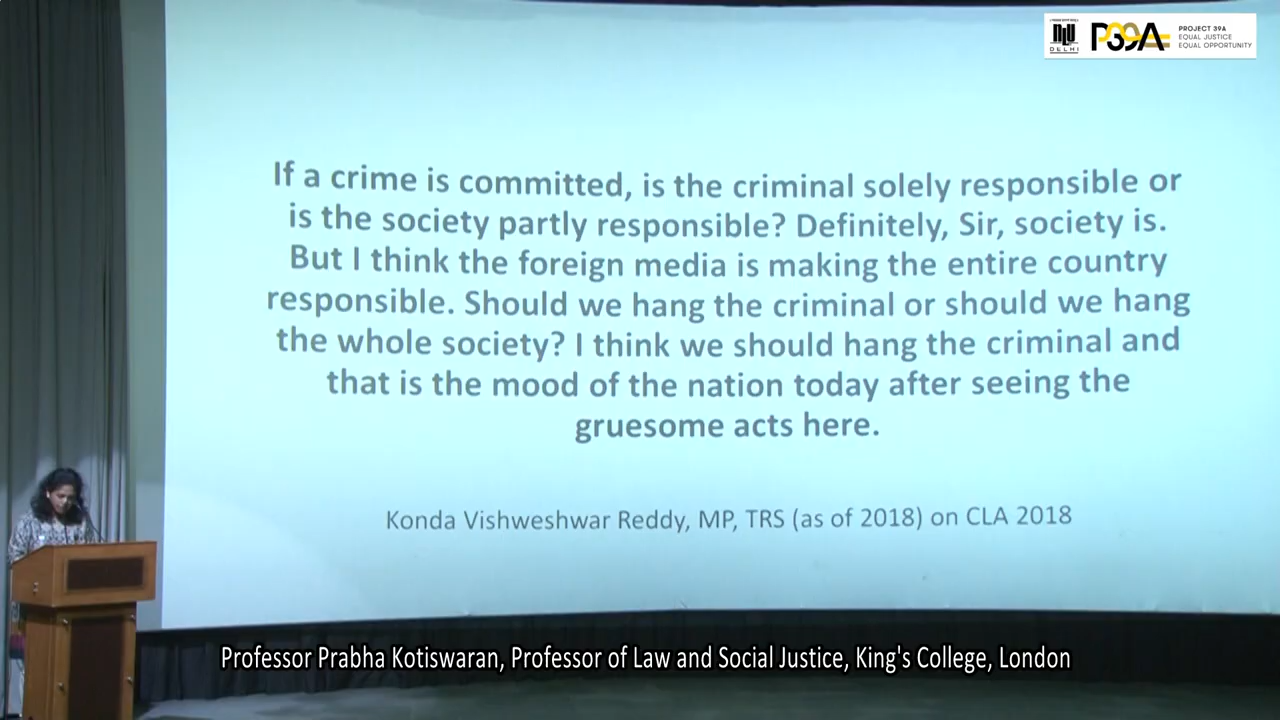 NLU
DELHI
P39A
PROJECT 39A
EQUAL JUSTICE
EQUAL OPPORTUNITY
If a crime is committed, is the criminal solely responsible or
is the society partly responsible? Definitely, Sir, society is.
But I think the foreign media is making the entire country
responsible. Should we hang the criminal or should we hang
the whole society? I think we should hang the criminal and
that is the mood of the nation today after seeing the
gruesome acts here.
Konda Vishweshwar Reddy, MP, TRS (as of 2018) on CLA 2018
Professor Prabha Kotiswaran, Professor of Law and Social Justice, King's College, London